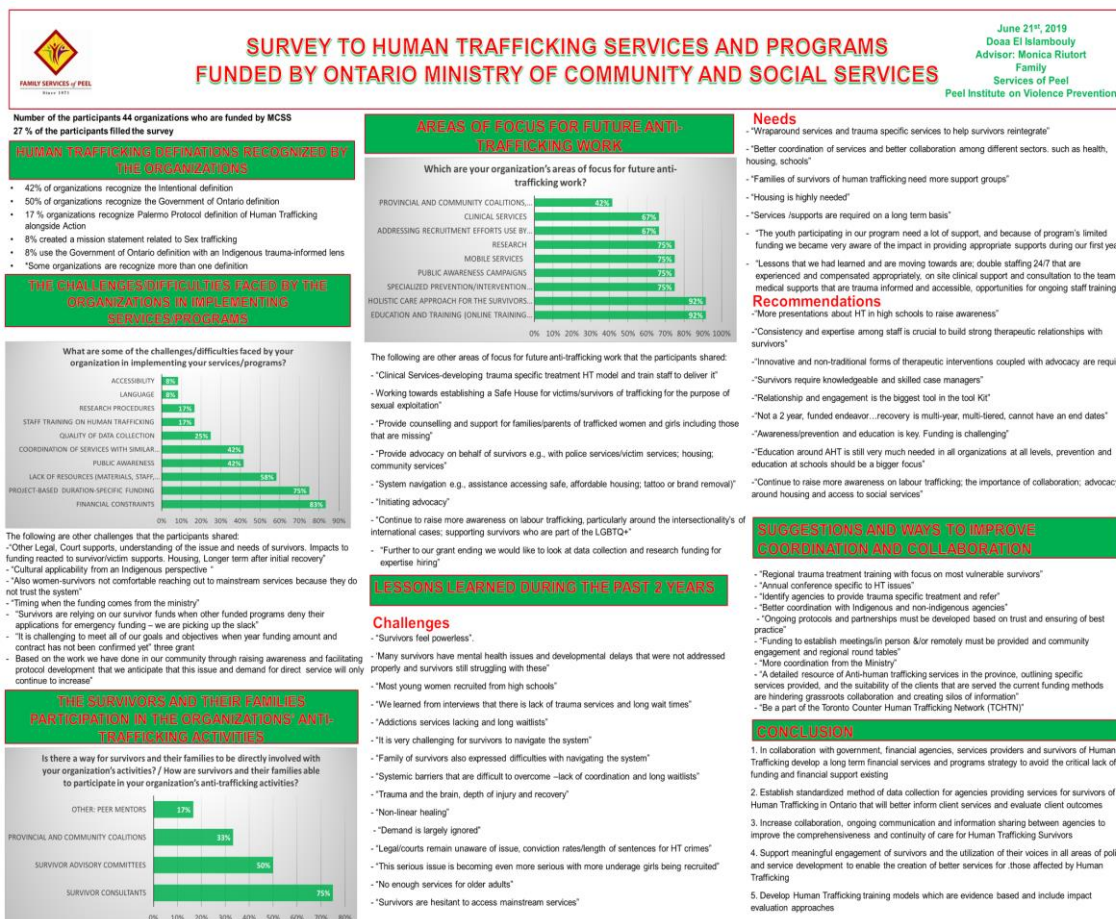 FAMILY SERVICES of PEEL
Since 1971
SURVEY TO HUMAN TRAFFICKING SERVICES AND PROGRAMS
FUNDED BY ONTARIO MINISTRY OF COMMUNITY AND SOCIAL SERVICES
June 21st, 2019
Doaa El Islambouly
Advisor: Monica Riutort
Family
Services of Peel
Peel Institute on Violence Prevention
Number of the participants 44 organizations who are funded by MCSS
27 % of the participants filled the survey
HUMAN TRAFFICKING DEFINATIONS RECOGNIZED BY
THE ORGANIZATIONS
• 42% of organizations recognize the Intentional definition
• 50% of organizations recognize the Government of Ontario definition
• 17 % organizations recognize Palermo Protocol definition of Human Trafficking
alongside Action
• 8% created a mission statement related to Sex trafficking
• 8% use the Government of Ontario definition with an Indigenous trauma-informed lens
• *Some organizations are recognize more than one definition
THE CHALLENGES/DIFFICULTIES FACED BY THE
ORGANIZATIONS IN IMPLEMENTING
SERVICES/PROGRAMS
What are some of the challenges/difficulties faced by your
organization in implementing your services/programs?
ACCESSIBILITY 8%
LANGUAGE 8%
RESEARCH PROCEDURES 17%
STAFF TRAINING ON HUMAN TRAFFICKING 17%
QUALITY OF DATA COLLECTION 25%
COORDINATION OF SERVICES WITH SIMILAR... 42%
PUBLIC AWARENESS 42%
LACK OF RESOURCES (MATERIALS, STAFF,... 58%
PROJECT-BASED DURATION-SPECIFIC FUNDING 75%
FINANCIAL CONSTRAINTS 83%
0% 10% 20% 30% 40% 50% 60% 70% 80% 90%
The following are other challenges that the participants shared:
-"Other Legal, Court supports, understanding of the issue and needs of survivors. Impacts to
funding reacted to survivor/victim supports. Housing, Longer term after initial recovery"
- "Cultural applicability from an Indigenous perspective "
- "Also women-survivors not comfortable reaching out to mainstream services because they do
not trust the system"
- "Timing when the funding comes from the ministry"
- "Survivors are relying on our survivor funds when other funded programs deny their
applications for emergency funding – we are picking up the slack"
- "It is challenging to meet all of our goals and objectives when year funding amount and
contract has not been confirmed yet" three grant
- Based on the work we have done in our community through raising awareness and facilitating
protocol development that we anticipate that this issue and demand for direct service will only
continue to increase"
THE SURVIVORS AND THEIR FAMILIES
PARTICIPATION IN THE ORGANIZATIONS' ANTI-
TRAFFICKING ACTIVITIES
Is there a way for survivors and their families to be directly involved with
your organization's activities? / How are survivors and their families able
to participate in your organization's anti-trafficking activities?
OTHER: PEER MENTORS 17%
PROVINCIAL AND COMMUNITY COALITIONS 33%
SURVIVOR ADVISORY COMMITTEES 50%
SURVIVOR CONSULTANTS 75%
0% 10% 20% 30% 40% 50% 60% 70% 80%
AREAS OF FOCUS FOR FUTURE ANTI-
TRAFFICKING WORK
Which are your organization's areas of focus for future anti-
trafficking work?
PROVINCIAL AND COMMUNITY COALITIONS,... 42%
CLINICAL SERVICES 67%
ADDRESSING RECRUITMENT EFFORTS USE BY... 67%
RESEARCH 75%
MOBILE SERVICES 75%
PUBLIC AWARENESS CAMPAIGNS 75%
SPECIALIZED PREVENTION/INTERVENTION... 75%
HOLISTIC CARE APPROACH FOR THE SURVIVORS... 92%
EDUCATION AND TRAINING (ONLINE TRAINING... 92%
0% 10% 20% 30% 40% 50% 60% 70% 80% 90% 100%
The following are other areas of focus for future anti-trafficking work that the participants shared:
- "Clinical Services-developing trauma specific treatment HT model and train staff to deliver it"
- Working towards establishing a Safe House for victims/survivors of trafficking for the purpose of
sexual exploitation"
- "Provide counselling and support for families/parents of trafficked women and girls including those
that are missing"
- "Provide advocacy on behalf of survivors e.g., with police services/victim services; housing;
community services"
- "System navigation e.g., assistance accessing safe, affordable housing; tattoo or brand removal)"
- "Initiating advocacy"
- "Continue to raise more awareness on labour trafficking, particularly around the intersectionality's of
international cases; supporting survivors who are part of the LGBTQ+"
- "Further to our grant ending we would like to look at data collection and research funding for
expertise hiring"
LESSONS LEARNED DURING THE PAST 2 YEARS
Challenges
- "Survivors feel powerless".
- 'Many survivors have mental health issues and developmental delays that were not addressed
properly and survivors still struggling with these"
- "Most young women recruited from high schools"
- "We learned from interviews that there is lack of trauma services and long wait times"
- "Addictions services lacking and long waitlists"
- "It is very challenging for survivors to navigate the system"
- "Family of survivors also expressed difficulties with navigating the system"
- "Systemic barriers that are difficult to overcome –lack of coordination and long waitlists"
- "Trauma and the brain, depth of injury and recovery"
- "Non-linear healing"
- "Demand is largely ignored"
- "Legal/courts remain unaware of issue, conviction rates/length of sentences for HT crimes"
- "This serious issue is becoming even more serious with more underage girls being recruited"
- "No enough services for older adults"
- "Survivors are hesitant to access mainstream services"
Needs
- "Wraparound services and trauma specific services to help survivors reintegrate"
- "Better coordination of services and better collaboration among different sectors. such as health,
housing, schools"
- "Families of survivors of human trafficking need more support groups"
- "Housing is highly needed"
- "Services /supports are required on a long term basis"
- "The youth participating in our program need a lot of support, and because of program's limited
funding we became very aware of the impact in providing appropriate supports during our first yea
- "Lessons that we had learned and are moving towards are; double staffing 24/7 that are
experienced and compensated appropriately, on site clinical support and consultation to the team
medical supports that are trauma informed and accessible, opportunities for ongoing staff training
Recommendations
-"More presentations about HT in high schools to raise awareness"
-"Consistency and expertise among staff is crucial to build strong therapeutic relationships with
survivors"
-"Innovative and non-traditional forms of therapeutic interventions coupled with advocacy are requi
-"Survivors require knowledgeable and skilled case managers"
-"Relationship and engagement is the biggest tool in the tool Kit"
-"Not a 2 year, funded endeavor...recovery is multi-year, multi-tiered, cannot have an end dates"
-"Awareness/prevention and education is key. Funding is challenging"
-"Education around AHT is still very much needed in all organizations at all levels, prevention and
education at schools should be a bigger focus"
-"Continue to raise more awareness on labour trafficking; the importance of collaboration; advocacy
around housing and access to social services"
SUGGESTIONS AND WAYS TO IMPROVE
COORDINATION AND COLLABORATION
- "Regional trauma treatment training with focus on most vulnerable survivors"
- "Annual conference specific to HT issues"
- "Identify agencies to provide trauma specific treatment and refer"
- "Better coordination with Indigenous and non-indigenous agencies"
- "Ongoing protocols and partnerships must be developed based on trust and ensuring of best
practice"
- "Funding to establish meetings/in person &/or remotely must be provided and community
engagement and regional round tables"
- "More coordination from the Ministry"
- "A detailed resource of Anti-human trafficking services in the province, outlining specific
services provided, and the suitability of the clients that are served the current funding methods
are hindering grassroots collaboration and creating silos of information"
- "Be a part of the Toronto Counter Human Trafficking Network (TCHTN)"
CONCLUSION
1. In collaboration with government, financial agencies, services providers and survivors of Human
Trafficking develop a long term financial services and programs strategy to avoid the critical lack of
funding and financial support existing
2. Establish standardized method of data collection for agencies providing services for survivors of
Human Trafficking in Ontario that will better inform client services and evaluate client outcomes
3. Increase collaboration, ongoing communication and information sharing between agencies to
improve the comprehensiveness and continuity of care for Human Trafficking Survivors
4. Support meaningful engagement of survivors and the utilization of their voices in all areas of poli
and service development to enable the creation of better services for .those affected by Human
Trafficking
5. Develop Human Trafficking training models which are evidence based and include impact
evaluation approaches